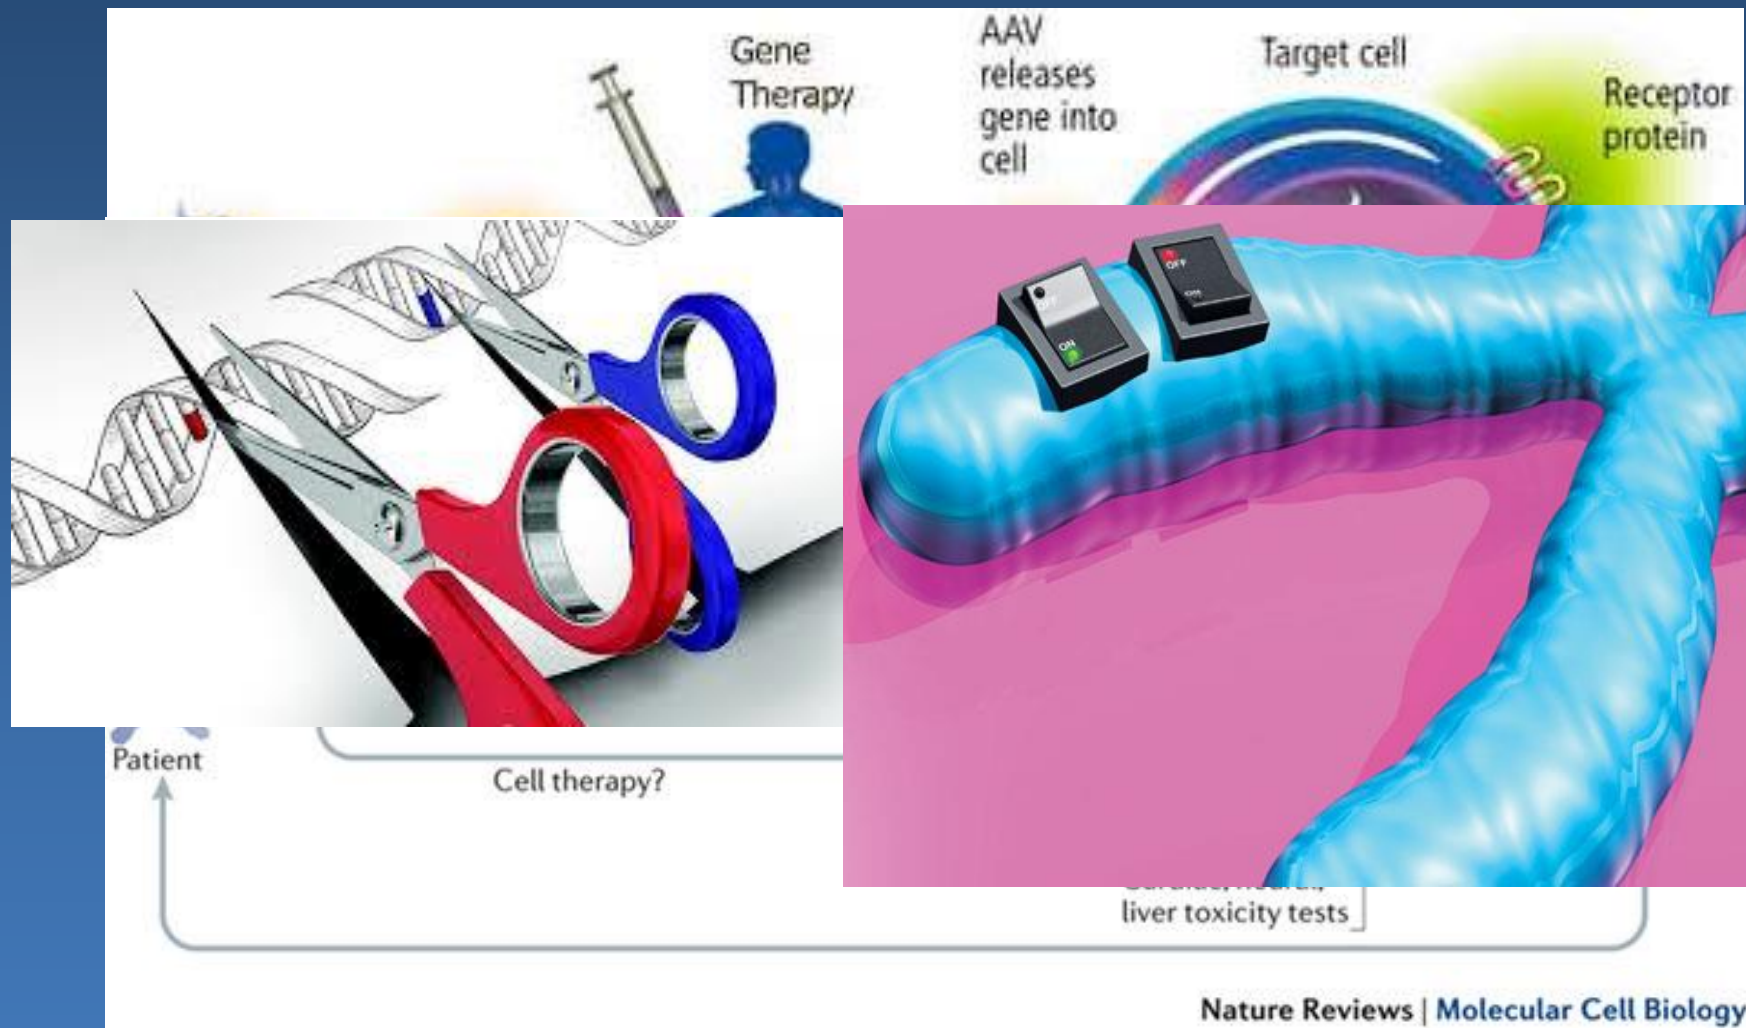 Gene
Therapy
AAV
releases
gene into
cell
Target cell
Receptor
protein
OFF
ON
ON
Patient
Cell therapy?
liver toxicity tests
Nature Reviews | Molecular Cell Biology